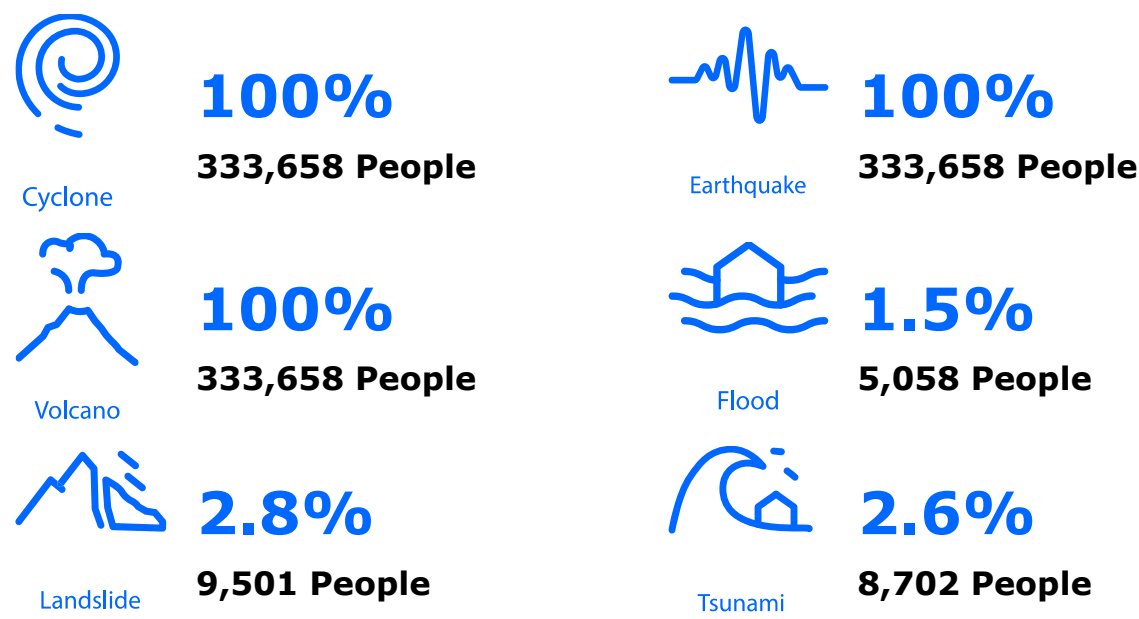 100%
333,658 People
Cyclone
100%
333,658 People
Earthquake
100%
333,658 People
Volcano
1.5%
5,058 People
Flood
2.8%
9,501 People
Landslide
2.6%
8,702 People
Tsunami